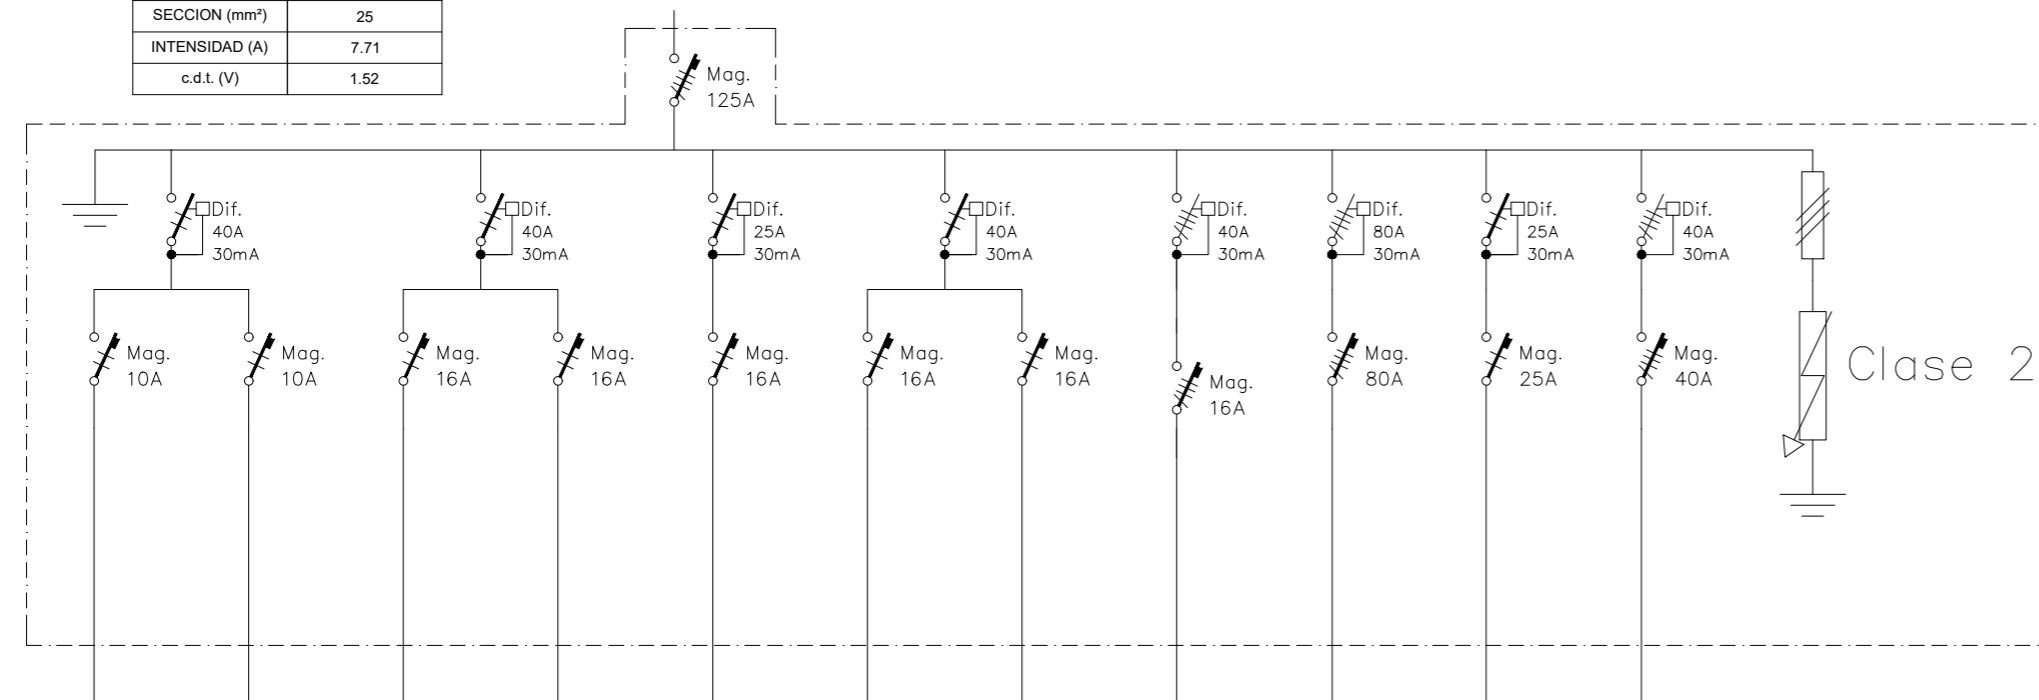 SECCION (mm²) 25
INTENSIDAD (A) 7.71
c.d.t. (V) 1.52
Mag.
125A
Dif.
40A
30mA
Dif.
40A
30mA
Dif.
25A
30mA
Dif.
40A
30mA
Dif.
40A
30mA
Dif.
80A
30mA
Dif.
25A
30mA
Dif.
40A
30mA
Mag.
10A
Mag.
10A
Mag.
16A
Mag.
16A
Mag.
16A
Mag.
16A
Mag.
16A
Mag.
16A
Mag.
80A
Mag.
25A
Mag.
40A
Clase 2